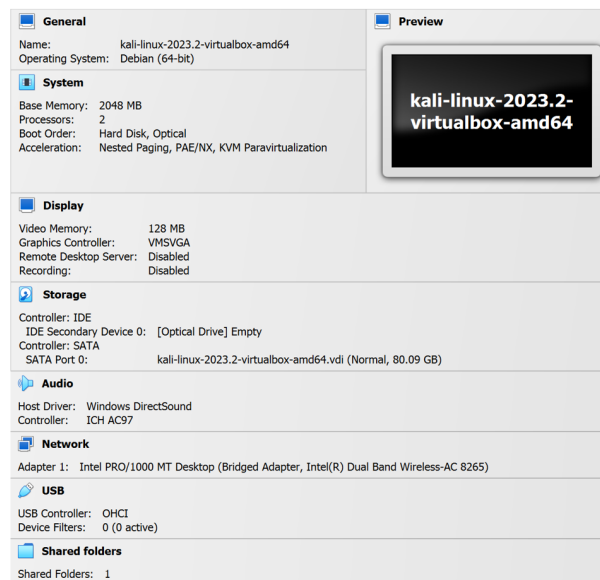 General
Name: kali-linux-2023.2-virtualbox-amd64
Operating System: Debian (64-bit)
System
Base Memory: 2048 MB
Processors: 2
Boot Order: Hard Disk, Optical
Acceleration: Nested Paging, PAE/NX, KVM Paravirtualization
Preview
kali-linux-2023.2-
virtualbox-amd64
Display
Video Memory: 128 MB
Graphics Controller: VMSVGA
Remote Desktop Server: Disabled
Recording: Disabled
Storage
Controller: IDE
IDE Secondary Device 0: [Optical Drive] Empty
Controller: SATA
SATA Port 0: kali-linux-2023.2-virtualbox-amd64.vdi (Normal, 80.09 GB)
Audio
Host Driver: Windows DirectSound
Controller: ICH AC97
Network
Adapter 1: Intel PRO/1000 MT Desktop (Bridged Adapter, Intel(R) Dual Band Wireless-AC 8265)
USB
USB Controller: OHCI
Device Filters: 0 (0 active)
Shared folders
Shared Folders: 1